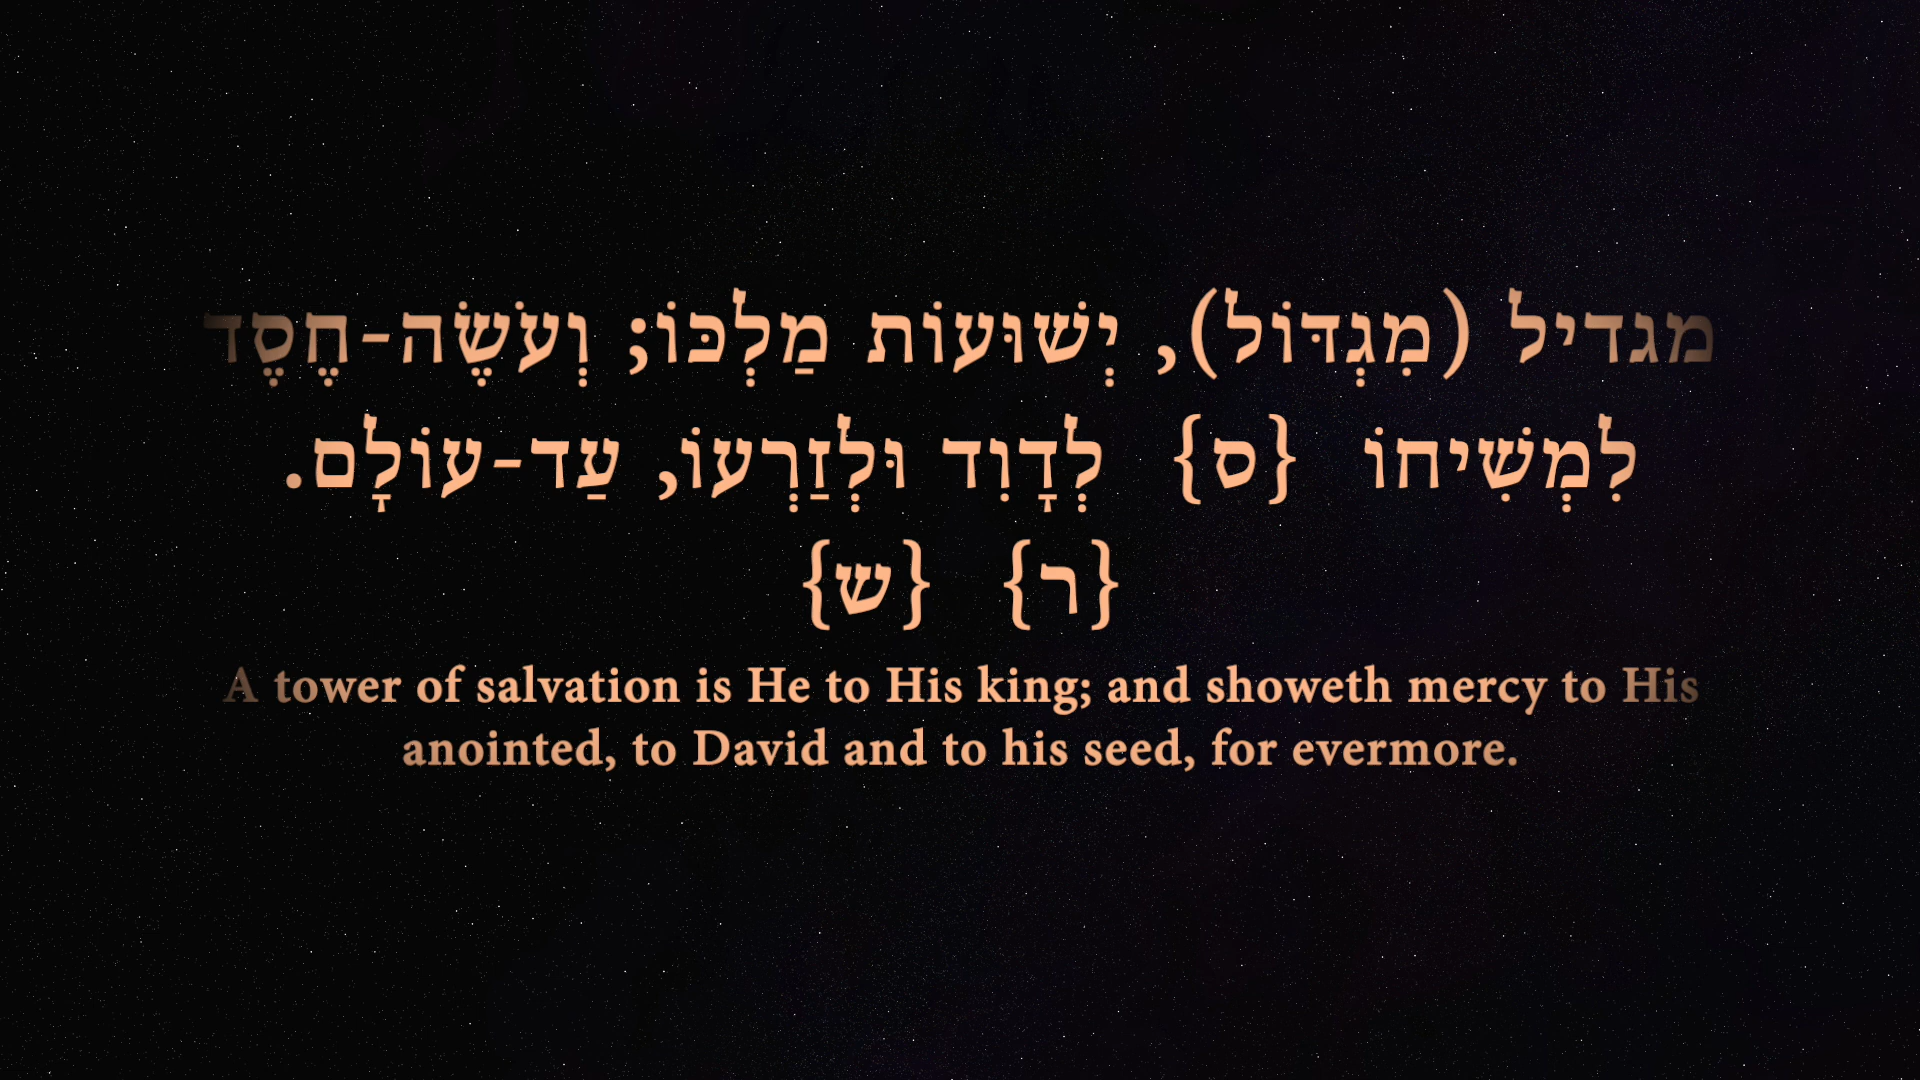 מגדיל (מִגְדּוֹל), יְשׁוּעוֹת מַלְכּוֹ; וְעֹשֶׂה-חֶסֶד
לִמְשִׁיחוֹ {ס} לְדָוִד וּלְזַרְעוֹ, עַד-עוֹלָם.
{ר} {ש}
A tower of salvation is He to His king; and showeth mercy to His
anointed, to David and to his seed, for evermore.